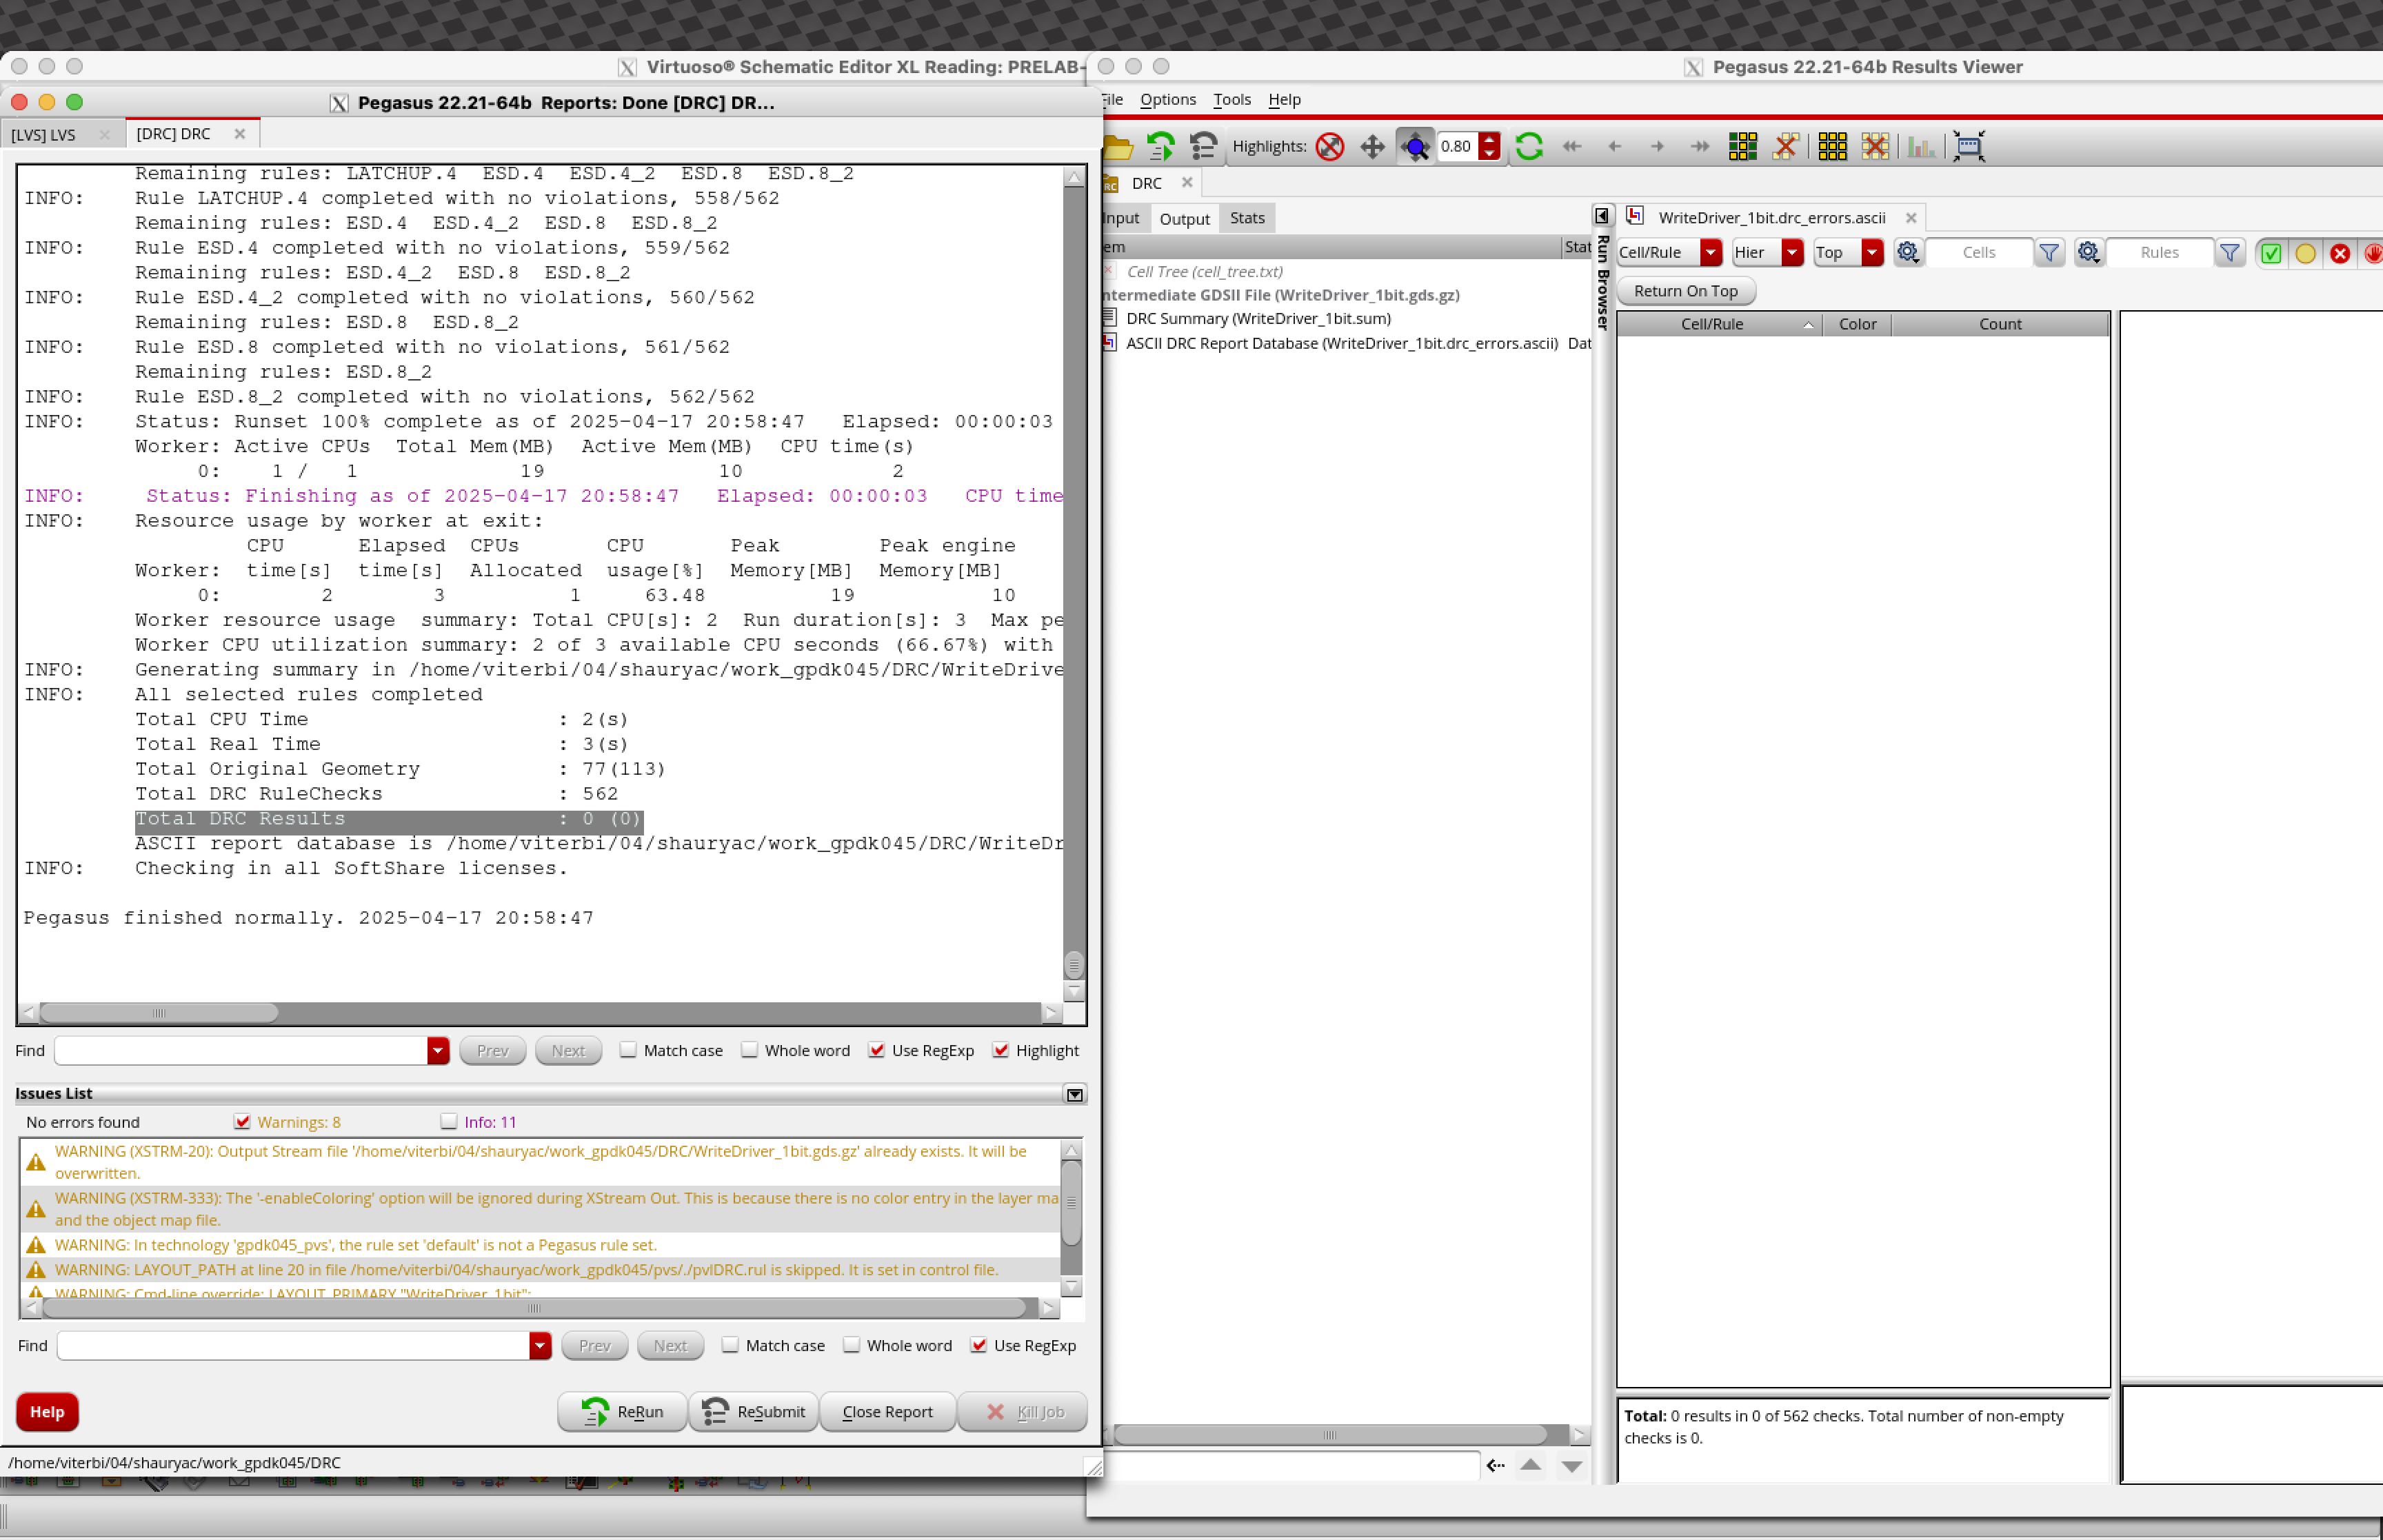 Virtuoso® Schematic Editor XL Reading: PRELAB-
Pegasus 22.21-64b Reports: Done [DRC] DR...
[LVS] LVS
[DRC] DRC
Remaining rules: LATCHUP.4 ESD.4 ESD.4_2 ESD.8 ESD.8_2
INFO: Rule LATCHUP.4 completed with no violations, 558/562
Remaining rules: ESD.4 ESD.4_2 ESD.8 ESD.8_2
INFO: Rule ESD.4 completed with no violations, 559/562
Remaining rules: ESD.4_2 ESD.8 ESD.8_2
INFO: Rule ESD.4_2 completed with no violations, 560/562
Remaining rules: ESD.8 ESD.8_2
INFO: Rule ESD.8 completed with no violations, 561/562
Remaining rules: ESD.8_2
INFO: Rule ESD.8_2 completed with no violations, 562/562
INFO: Status: Runset 100% complete as of 2025-04-17 20:58:47 Elapsed: 00:00:03
Worker: Active CPUs Total Mem(MB) Active Mem(MB) CPU time(s)
0: 1 / 1 19 10 2
INFO: Status: Finishing as of 2025-04-17 20:58:47 Elapsed: 00:00:03 CPU time
INFO: Resource usage by worker at exit:
CPU Elapsed CPUs CPU Peak Peak engine
Worker: time[s] time[s] Allocated usage[%] Memory[MB] Memory[MB]
0: 2 3 1 63.48 19 10
Worker resource usage summary: Total CPU[s]: 2 Run duration[s]: 3 Max pe
Worker CPU utilization summary: 2 of 3 available CPU seconds (66.67%) with
INFO: Generating summary in /home/viterbi/04/shauryac/work_gpdk045/DRC/WriteDrive
INFO: All selected rules completed
Total CPU Time : 2(s)
Total Real Time : 3(s)
Total Original Geometry : 77(113)
Total DRC RuleChecks : 562
Total DRC Results : 0 (0)
ASCII report database is /home/viterbi/04/shauryac/work_gpdk045/DRC/WriteDr
INFO: Checking in all SoftShare licenses.
Pegasus finished normally. 2025-04-17 20:58:47
Find Prev Next Match case Whole word Use RegExp Highlight
Issues List
No errors found Warnings: 8 Info: 11
WARNING (XSTRM-20): Output Stream file '/home/viterbi/04/shauryac/work_gpdk045/DRC/WriteDriver_1bit.gds.gz' already exists. It will be
overwritten.
WARNING (XSTRM-333): The '-enableColoring' option will be ignored during XStream Out. This is because there is no color entry in the layer ma
and the object map file.
WARNING: In technology 'gpdk045_pvs', the rule set 'default' is not a Pegasus rule set.
WARNING: LAYOUT_PATH at line 20 in file /home/viterbi/04/shauryac/work_gpdk045/pvs/./pvlDRC.rul is skipped. It is set in control file.
WARNING: Cmd-line override: LAYOUT_PRIMARY "WriteDriver_1bit";
Find Prev Next Match case Whole word Use RegExp
Help ReRun ReSubmit Close Report Kill Job
/home/viterbi/04/shauryac/work_gpdk045/DRC
Pegasus 22.21-64b Results Viewer
File Options Tools Help
Highlights: 0.80
DRC
Input Output Stats
em Stat
Cell Tree (cell_tree.txt)
ntermediate GDSII File (WriteDriver_1bit.gds.gz)
DRC Summary (WriteDriver_1bit.sum)
ASCII DRC Report Database (WriteDriver_1bit.drc_errors.ascii) Dat
Run Browser
WriteDriver_1bit.drc_errors.ascii
Cell/Rule Hier Top Cells Rules
Return On Top
Cell/Rule Color Count
Total: 0 results in 0 of 562 checks. Total number of non-empty
checks is 0.